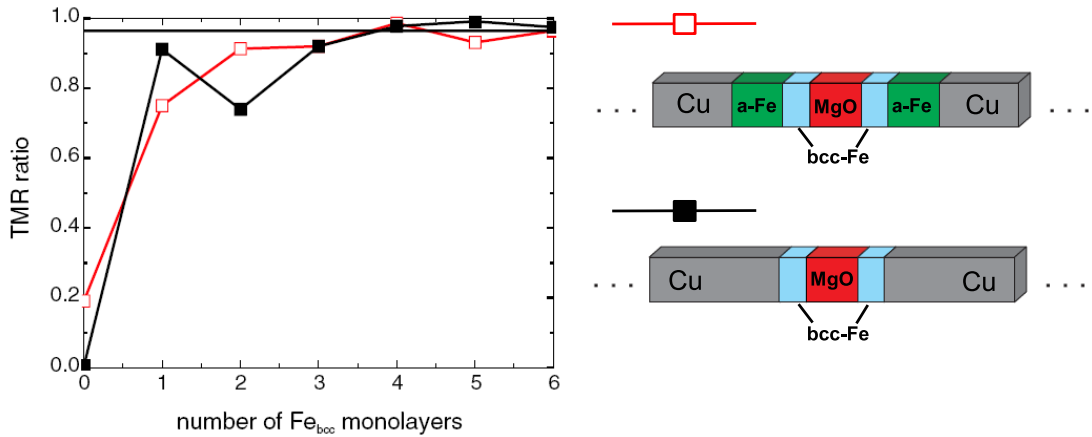 1.0
0.8
0.6
0.4
0.2
0.0
TMR ratio
0 1 2 3 4 5 6
number of Fe_bcc monolayers
. . . Cu a-Fe MgO a-Fe Cu . . .
bcc-Fe
. . . Cu MgO Cu . . .
bcc-Fe